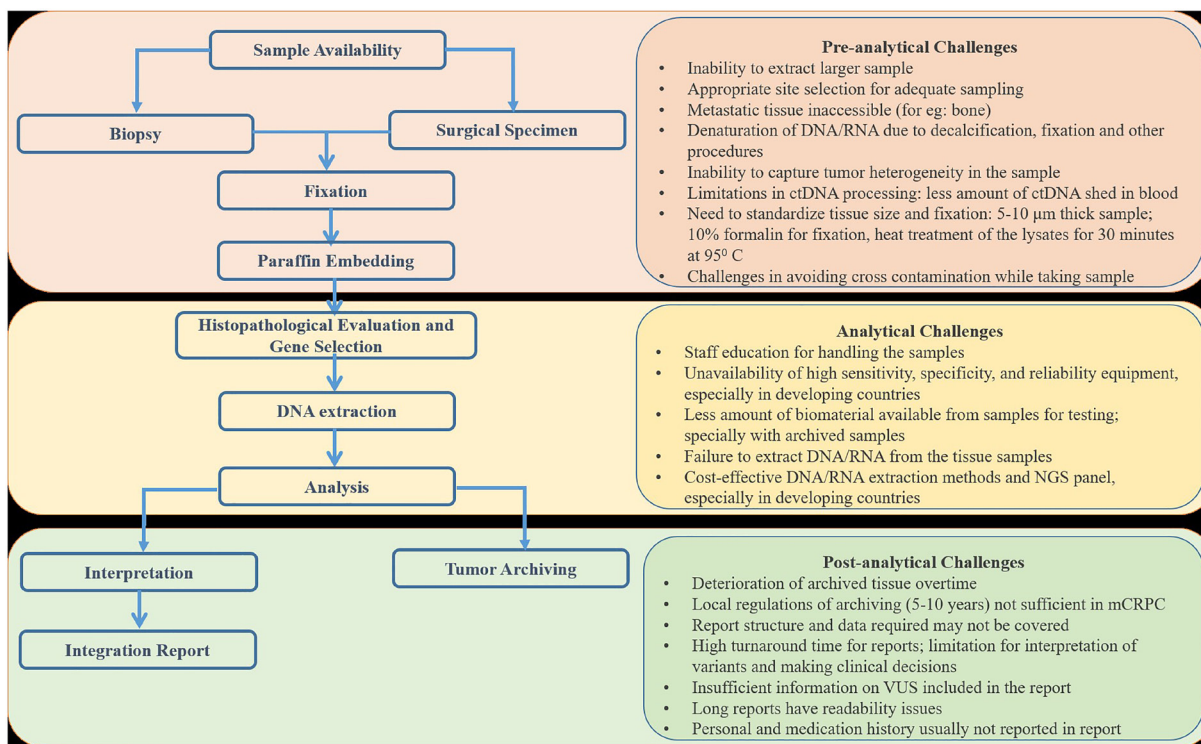 Sample Availability
Biopsy
Surgical Specimen
Fixation
Paraffin Embedding
Pre-analytical Challenges
• Inability to extract larger sample
• Appropriate site selection for adequate sampling
• Metastatic tissue inaccessible (for eg: bone)
• Denaturation of DNA/RNA due to decalcification, fixation and other
procedures
• Inability to capture tumor heterogeneity in the sample
• Limitations in ctDNA processing: less amount of ctDNA shed in blood
• Need to standardize tissue size and fixation: 5-10 µm thick sample;
10% formalin for fixation, heat treatment of the lysates for 30 minutes
at 95⁰ C
• Challenges in avoiding cross contamination while taking sample
Histopathological Evaluation and
Gene Selection
DNA extraction
Analysis
Analytical Challenges
• Staff education for handling the samples
• Unavailability of high sensitivity, specificity, and reliability equipment,
especially in developing countries
• Less amount of biomaterial available from samples for testing;
specially with archived samples
• Failure to extract DNA/RNA from the tissue samples
• Cost-effective DNA/RNA extraction methods and NGS panel,
especially in developing countries
Interpretation
Tumor Archiving
Integration Report
Post-analytical Challenges
• Deterioration of archived tissue overtime
• Local regulations of archiving (5-10 years) not sufficient in mCRPC
• Report structure and data required may not be covered
• High turnaround time for reports; limitation for interpretation of
variants and making clinical decisions
• Insufficient information on VUS included in the report
• Long reports have readability issues
• Personal and medication history usually not reported in report